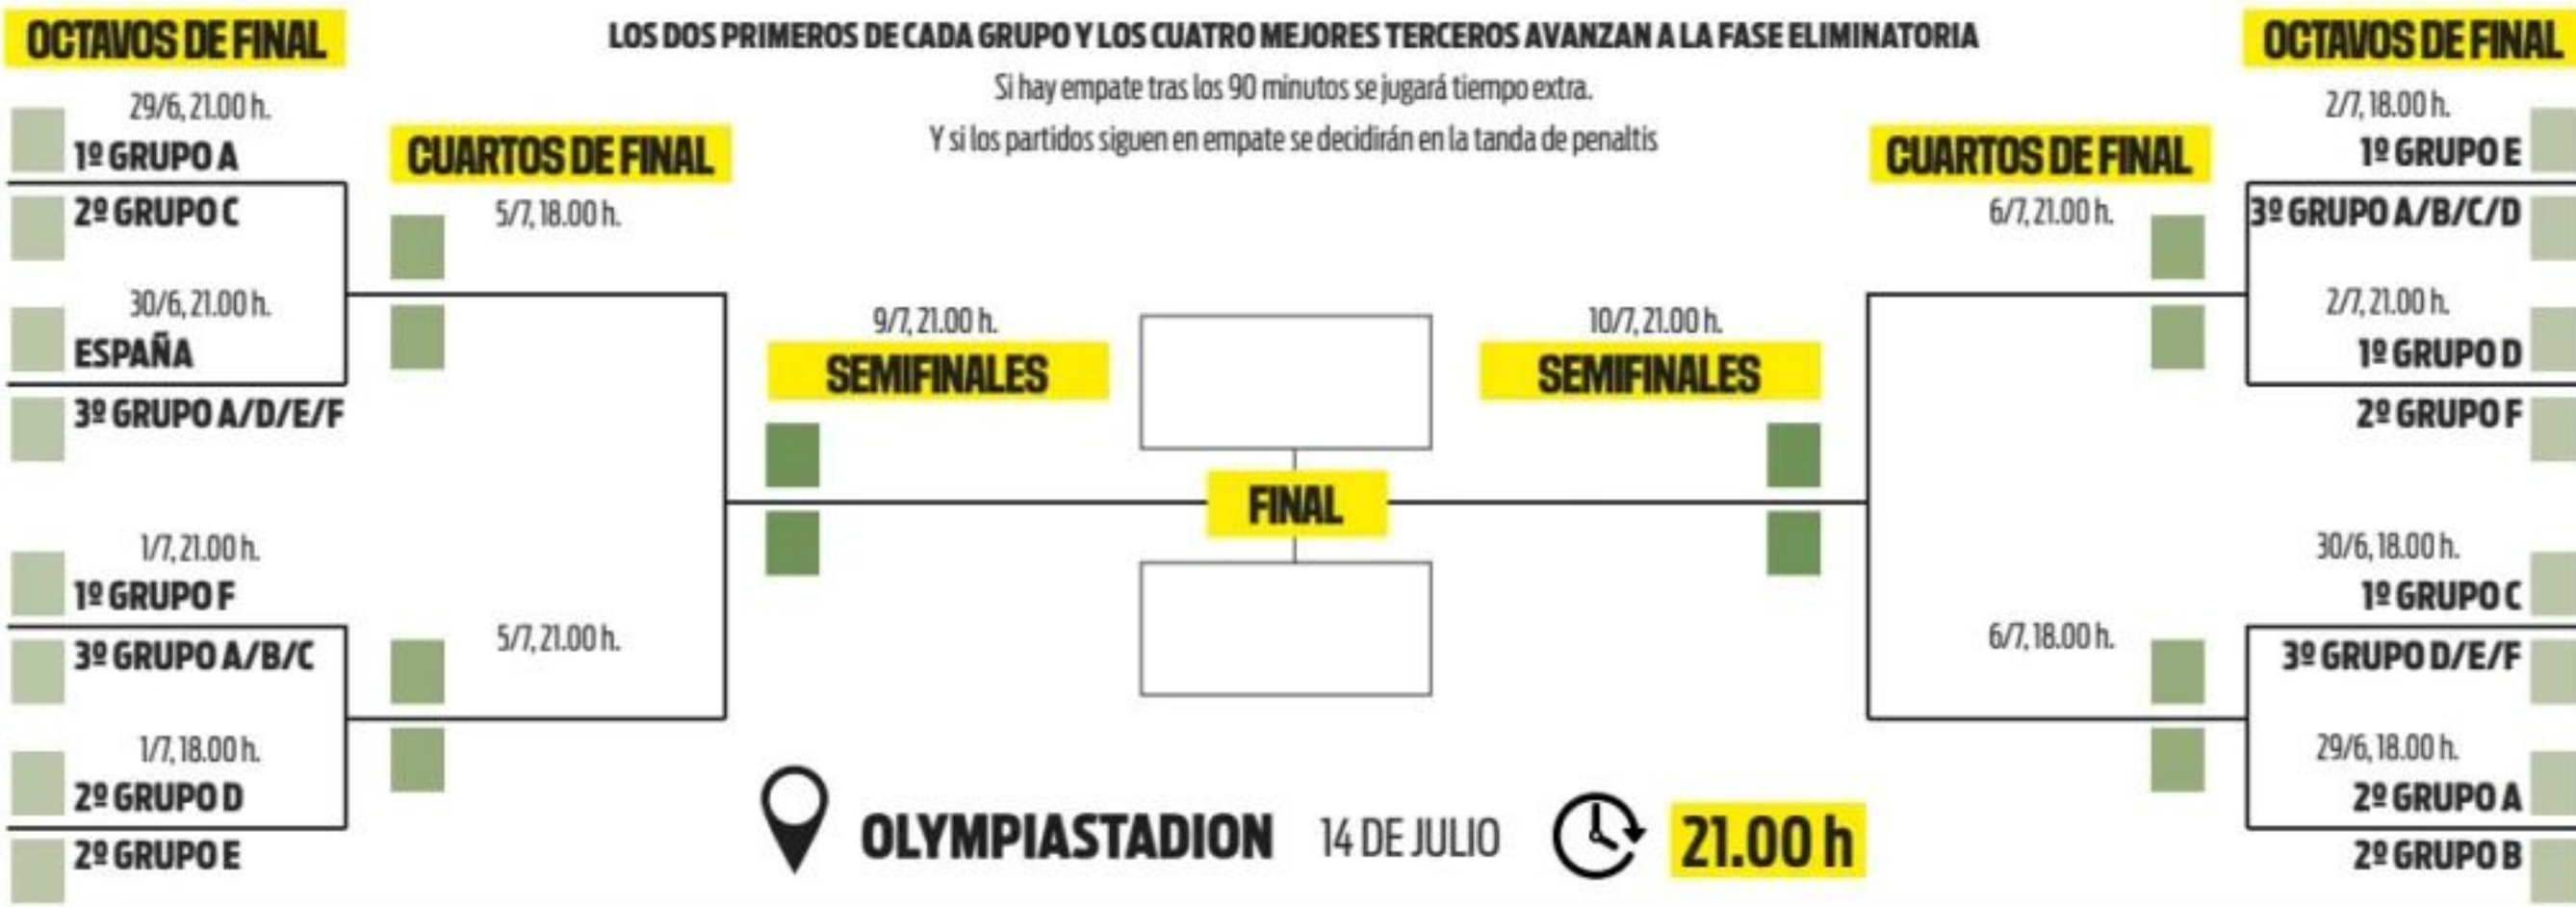 OCTAVOS DE FINAL
29/6, 21.00 h.
1º GRUPO A
2º GRUPO C
30/6, 21.00 h.
ESPAÑA
3º GRUPO A/D/E/F
1/7, 21.00 h.
1º GRUPO F
3º GRUPO A/B/C
1/7, 18.00 h.
2º GRUPO D
2º GRUPO E
CUARTOS DE FINAL
5/7, 18.00 h.
5/7, 21.00 h.
LOS DOS PRIMEROS DE CADA GRUPO Y LOS CUATRO MEJORES TERCEROS AVANZAN A LA FASE ELIMINATORIA
Si hay empate tras los 90 minutos se jugará tiempo extra.
Y si los partidos siguen en empate se decidirán en la tanda de penaltis
9/7, 21.00 h.
SEMIFINALES
FINAL
10/7, 21.00 h.
SEMIFINALES
OLYMPIASTADION 14 DE JULIO 21.00 h
CUARTOS DE FINAL
6/7, 21.00 h.
6/7, 18.00 h.
OCTAVOS DE FINAL
2/7, 18.00 h.
1º GRUPO E
3º GRUPO A/B/C/D
2/7, 21.00 h.
1º GRUPO D
2º GRUPO F
30/6, 18.00 h.
1º GRUPO C
3º GRUPO D/E/F
29/6, 18.00 h.
2º GRUPO A
2º GRUPO B